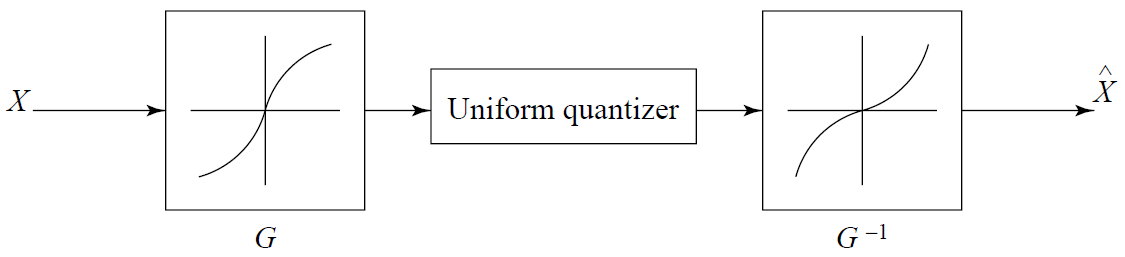 X
Uniform quantizer
X̂
G
G⁻¹